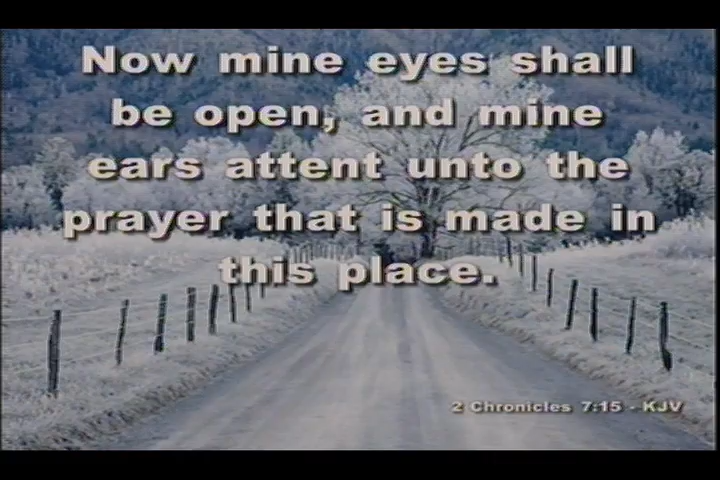 Now mine eyes shall
be open, and mine
ears attent unto the
prayer that is made in
this place.
2 Chronicles 7:15 - KJV